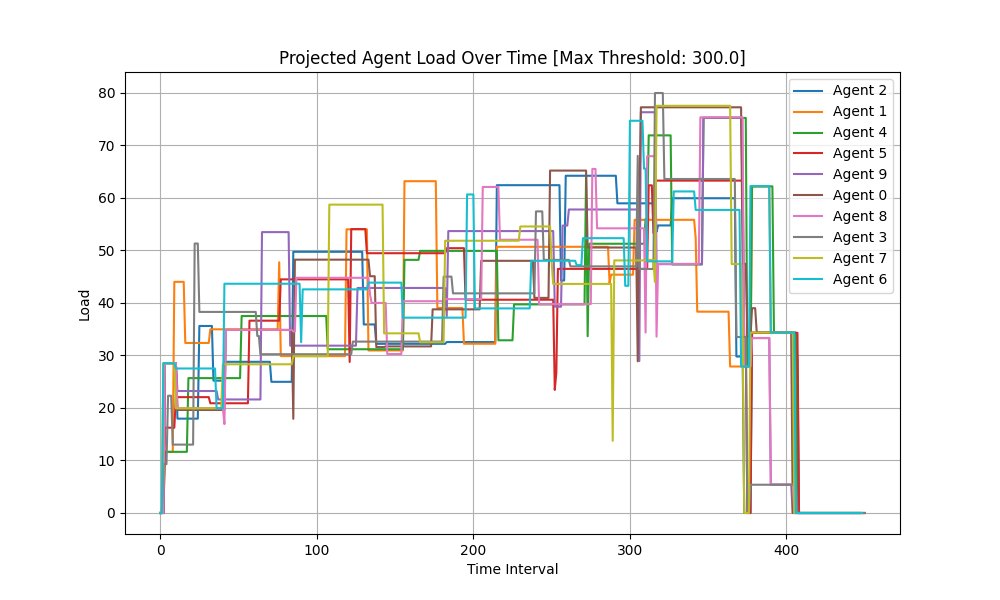 Projected Agent Load Over Time [Max Threshold: 300.0]
Load
80
70
60
50
40
30
20
10
0
0 100 200 300 400
Time Interval
Agent 2
Agent 1
Agent 4
Agent 5
Agent 9
Agent 0
Agent 8
Agent 3
Agent 7
Agent 6